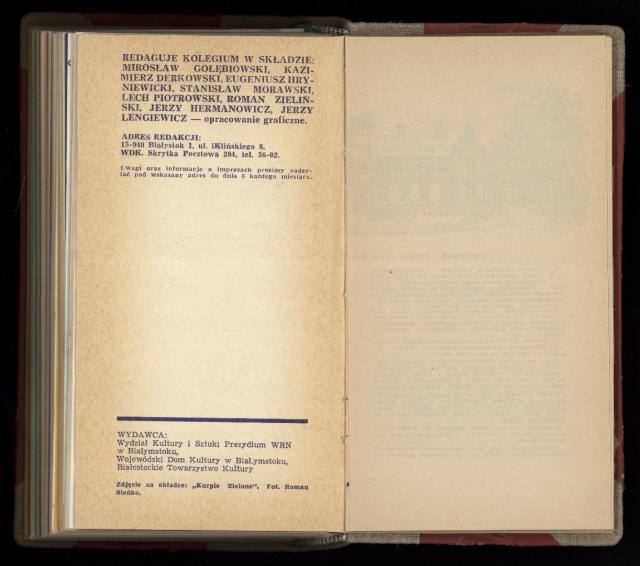 REDAGUJE KOLEGIUM W SKŁADZIE:
MIROSŁAW GOŁĘBIOWSKI, KAZI-
MIERZ DERKOWSKI, EUGENIUSZ HRY-
NIEWICKI, STANISŁAW MORAWSKI,
LECH PIOTROWSKI, ROMAN ZIELIŃ-
SKI, JERZY HERMANOWICZ, JERZY
LENGIEWICZ — opracowanie graficzne.
ADRES REDAKCJI:
15-940 Białystok 1, ul. iKlińskiego 8,
WDK. Skrytka Pocztowa 284, tel. 36-02.
Uwagi oraz informacje o imprezach prosimy nadsy-
łać pod wskazany adres do dnia 5 każdego miesiąca.
WYDAWCA:
Wydział Kultury i Sztuki Prezydium WRN
w Białymstoku,
Wojewódzki Dom Kultury w Białymstoku,
Białostockie Towarzystwo Kultury
Zdjęcie na okładce: „Kurpie Zielone", Fot. Roman
Sieńko.